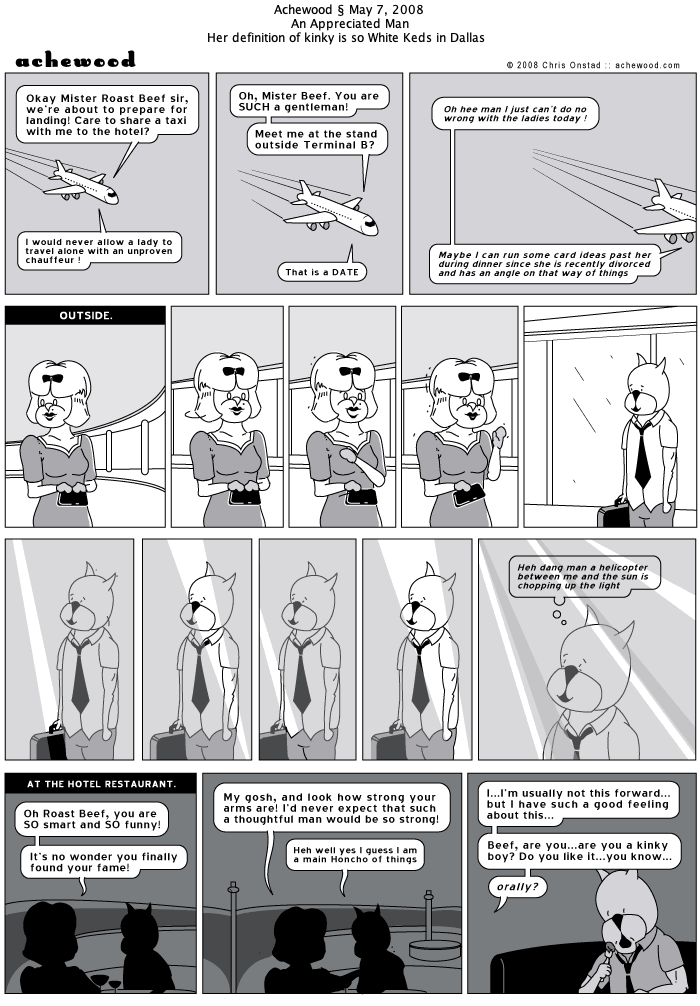 Achewood § May 7, 2008
An Appreciated Man
Her definition of kinky is so White Keds in Dallas
achewood
© 2008 Chris Onstad :: achewood.com
Okay Mister Roast Beef sir,
we're about to prepare for
landing! Care to share a taxi
with me to the hotel?
I would never allow a lady to
travel alone with an unproven
chauffeur !
Oh, Mister Beef. You are
SUCH a gentleman!
Meet me at the stand
outside Terminal B?
That is a DATE
Oh hee man I just can't do no
wrong with the ladies today !
Maybe I can run some card ideas past her
during dinner since she is recently divorced
and has an angle on that way of things
OUTSIDE.
Heh dang man a helicopter
between me and the sun is
chopping up the light
AT THE HOTEL RESTAURANT.
Oh Roast Beef, you are
SO smart and SO funny!
It's no wonder you finally
found your fame!
My gosh, and look how strong your
arms are! I'd never expect that such
a thoughtful man would be so strong!
Heh well yes I guess I am
a main Honcho of things
I...I'm usually not this forward...
but I have such a good feeling
about this...
Beef, are you...are you a kinky
boy? Do you like it...you know...
orally?